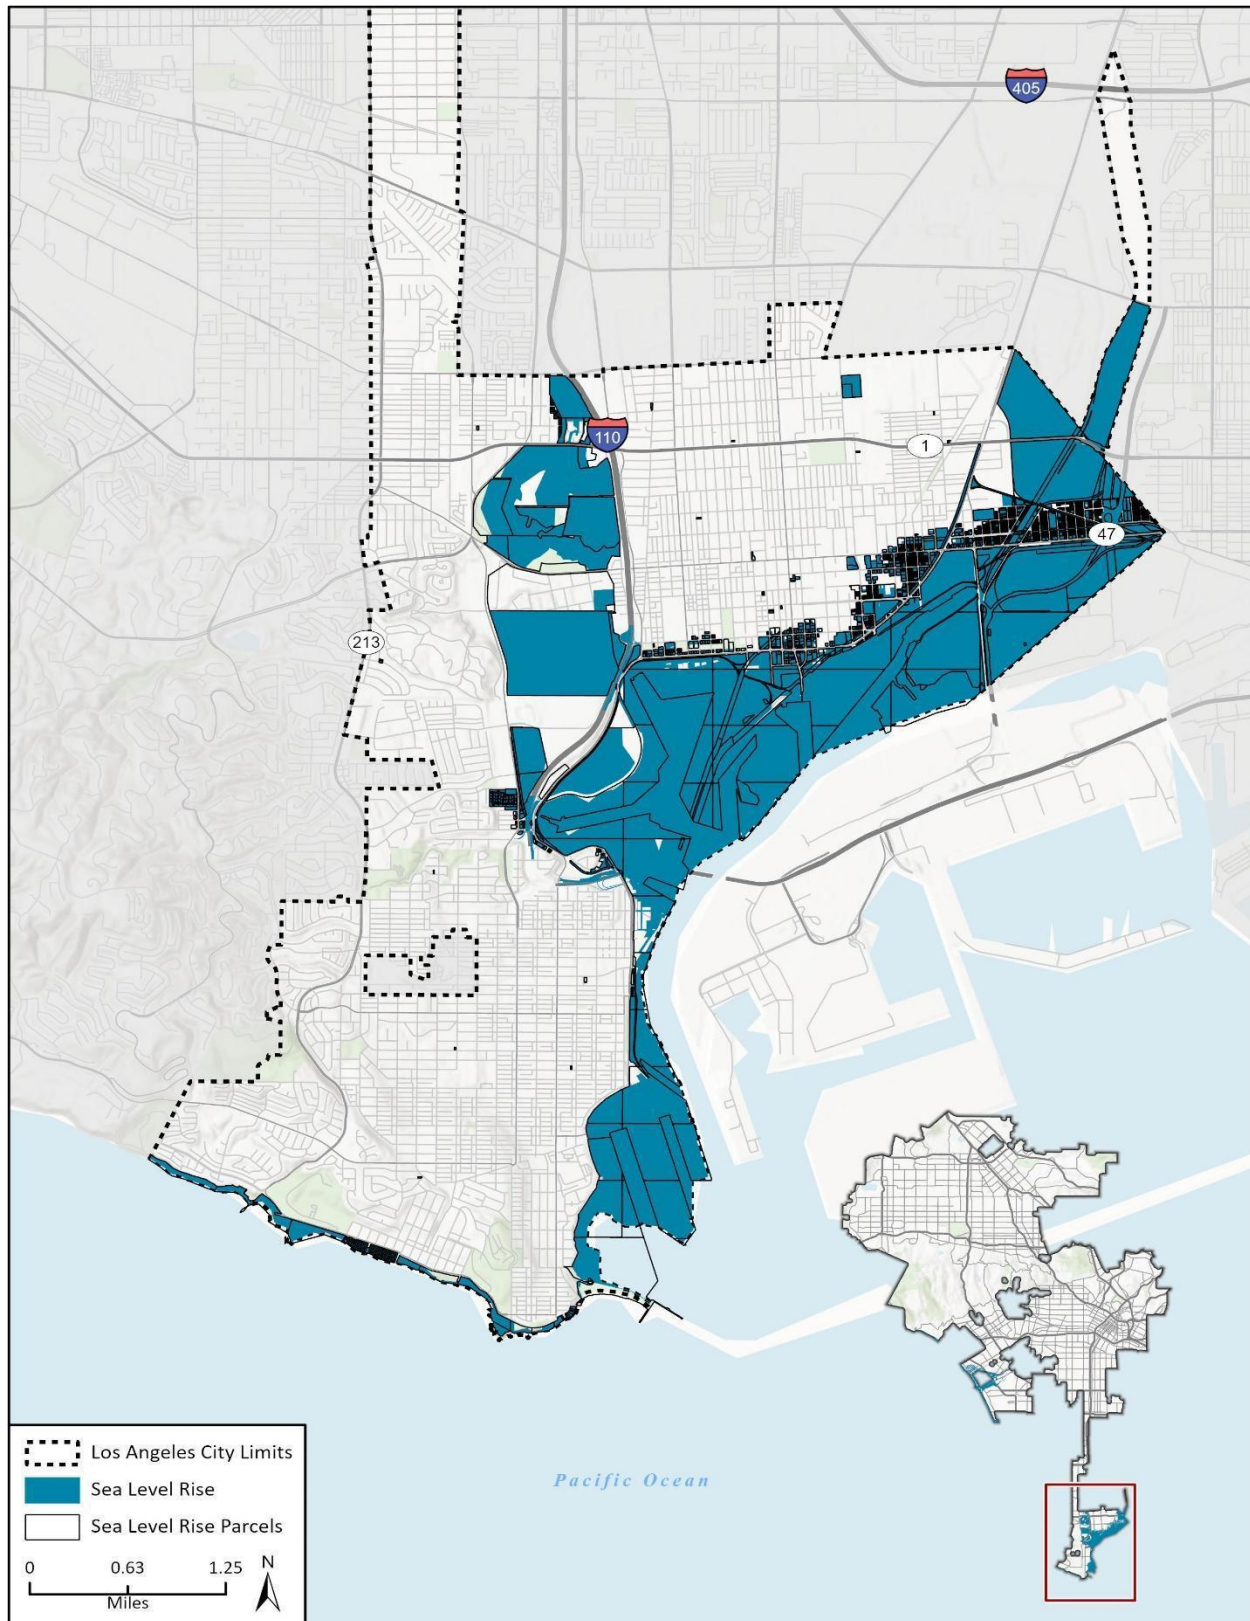 405
110
1
47
213
Los Angeles City Limits
Sea Level Rise
Sea Level Rise Parcels
0 0.63 1.25
Miles
N
Pacific Ocean